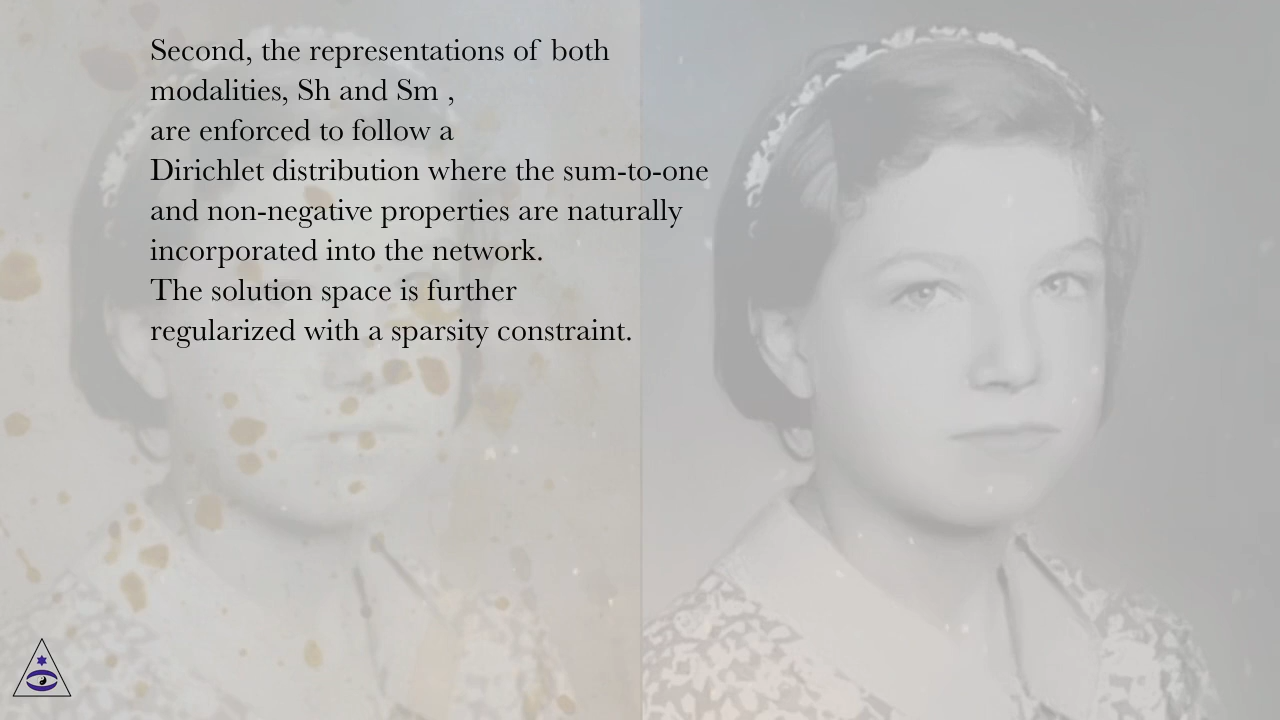 Second, the representations of both
modalities, Sh and Sm ,
are enforced to follow a
Dirichlet distribution where the sum-to-one
and non-negative properties are naturally
incorporated into the network.
The solution space is further
regularized with a sparsity constraint.